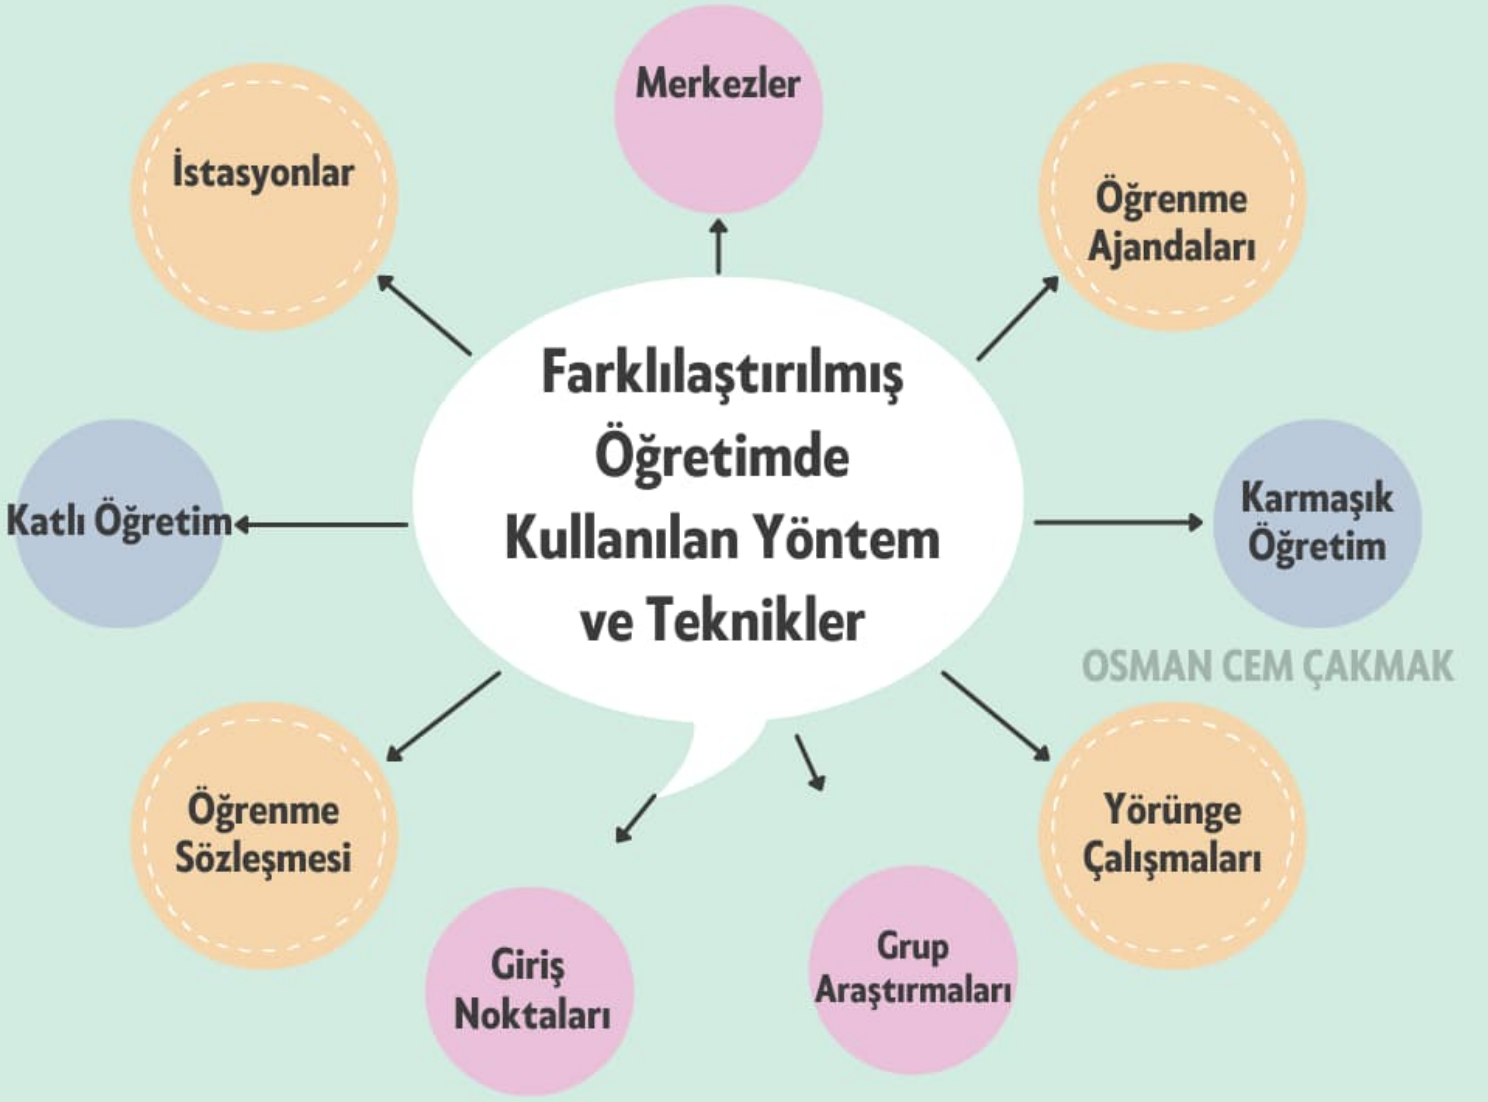 Merkezler
İstasyonlar
Öğrenme
Ajandaları
Farklılaştırılmış
Öğretimde
Kullanılan Yöntem
ve Teknikler
Katlı Öğretim
Karmaşık
Öğretim
OSMAN CEM ÇAKMAK
Öğrenme
Sözleşmesi
Yörünge
Çalışmaları
Giriş
Noktaları
Grup
Araştırmaları